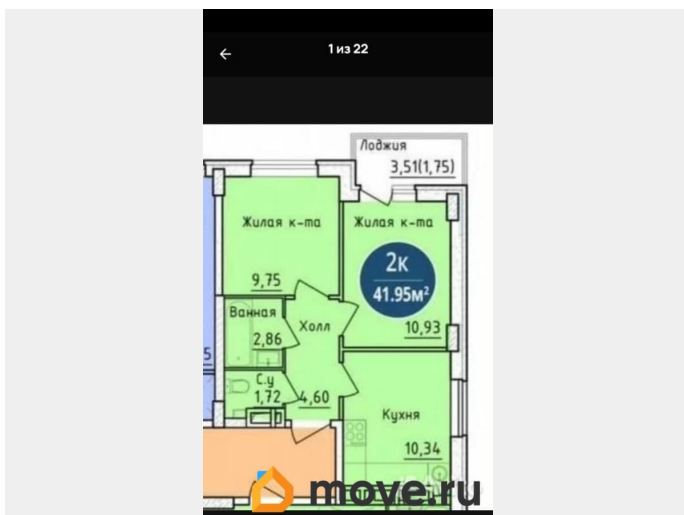 1 из 22
Лоджия
3,51(1,75)
Жилая к-та
Жилая к-та
2к
41.95м²
9,75
10,93
Ванная
2,86
Холл
5
С.у
1,72
4,60
Кухня
10,34
move.ru